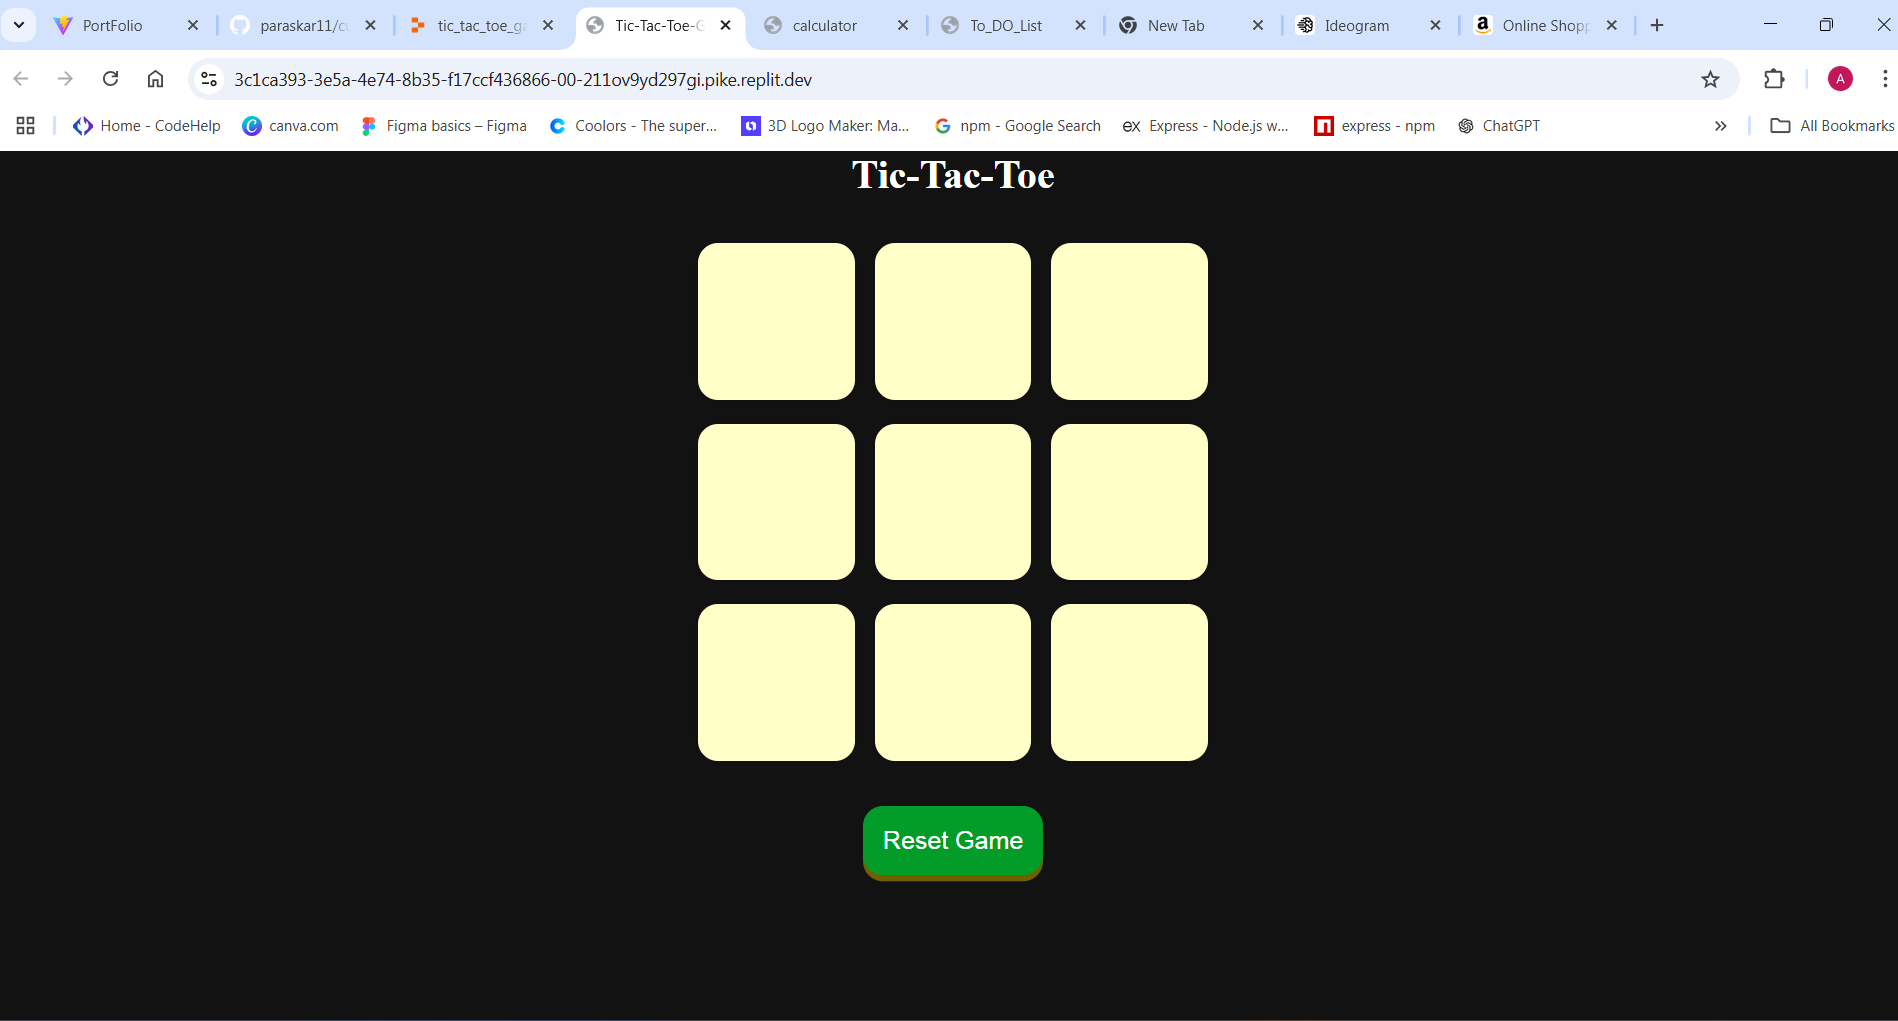 PortFolio
paraskar11/cu
tic_tac_toe_ga
Tic-Tac-Toe-G
calculator
To_DO_List
New Tab
Ideogram
Online Shopp
3c1ca393-3e5a-4e74-8b35-f17ccf436866-00-211ov9yd297gi.pike.replit.dev
A
Home - CodeHelp
canva.com
Figma basics – Figma
Coolors - The super...
3D Logo Maker: Ma...
npm - Google Search
Express - Node.js w...
express - npm
ChatGPT
All Bookmarks
Tic-Tac-Toe
Reset Game